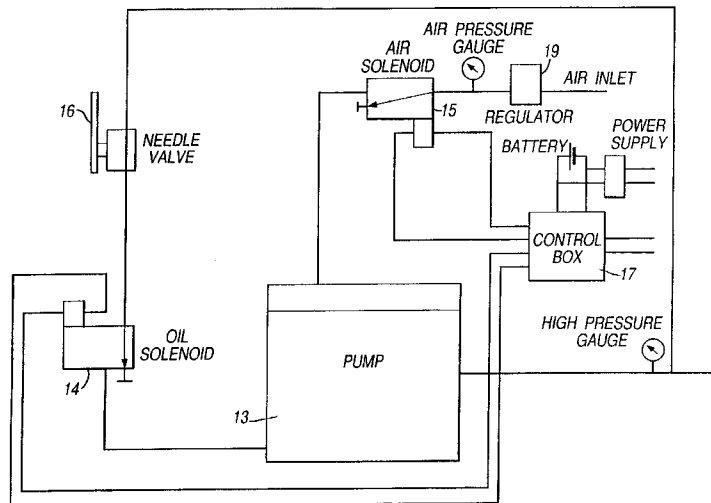 AIR PRESSURE
GAUGE
19
AIR
SOLENOID
AIR INLET
15
REGULATOR
16
NEEDLE
VALVE
BATTERY
POWER
SUPPLY
CONTROL
BOX
17
OIL
SOLENOID
14
HIGH PRESSURE
GAUGE
PUMP
13